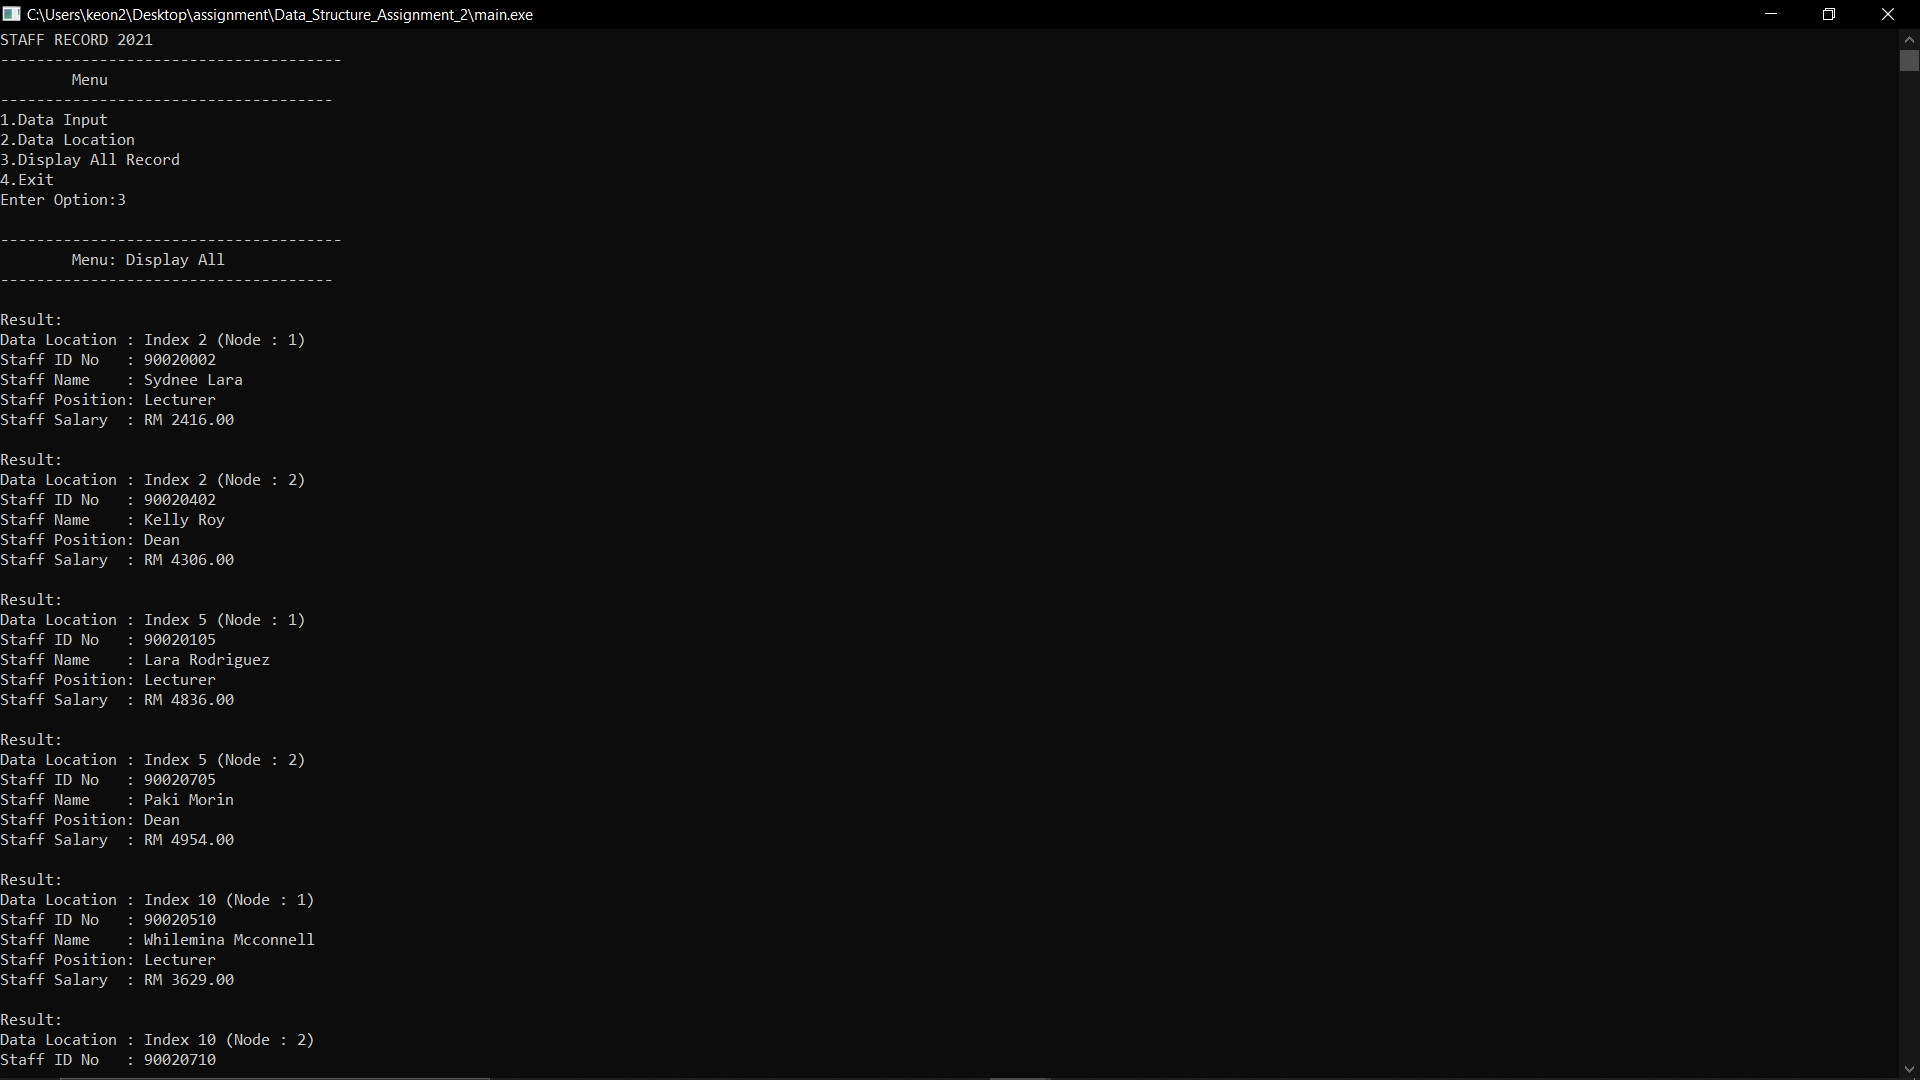 C:\Users\keon2\Desktop\assignment\Data_Structure_Assignment_2\main.exe
STAFF RECORD 2021
--------------------------------------
        Menu
-------------------------------------
1.Data Input
2.Data Location
3.Display All Record
4.Exit
Enter Option:3

--------------------------------------
        Menu: Display All
-------------------------------------

Result:
Data Location : Index 2 (Node : 1)
Staff ID No   : 90020002
Staff Name    : Sydnee Lara
Staff Position: Lecturer
Staff Salary  : RM 2416.00

Result:
Data Location : Index 2 (Node : 2)
Staff ID No   : 90020402
Staff Name    : Kelly Roy
Staff Position: Dean
Staff Salary  : RM 4306.00

Result:
Data Location : Index 5 (Node : 1)
Staff ID No   : 90020105
Staff Name    : Lara Rodriguez
Staff Position: Lecturer
Staff Salary  : RM 4836.00

Result:
Data Location : Index 5 (Node : 2)
Staff ID No   : 90020705
Staff Name    : Paki Morin
Staff Position: Dean
Staff Salary  : RM 4954.00

Result:
Data Location : Index 10 (Node : 1)
Staff ID No   : 90020510
Staff Name    : Whilemina Mcconnell
Staff Position: Lecturer
Staff Salary  : RM 3629.00

Result:
Data Location : Index 10 (Node : 2)
Staff ID No   : 90020710